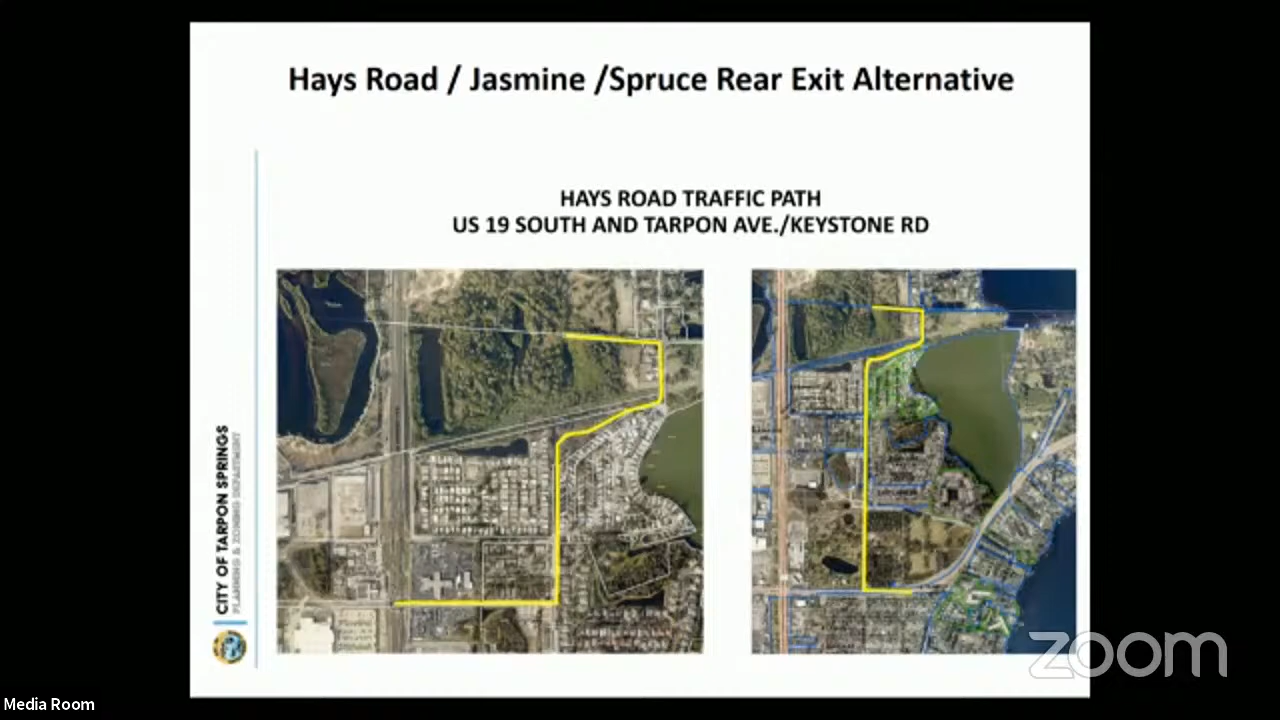 Hays Road / Jasmine /Spruce Rear Exit Alternative
HAYS ROAD TRAFFIC PATH
US 19 SOUTH AND TARPON AVE./KEYSTONE RD
CITY OF TARPON SPRINGS
PLANNING & ZONING DEPARTMENT
zoom
Media Room